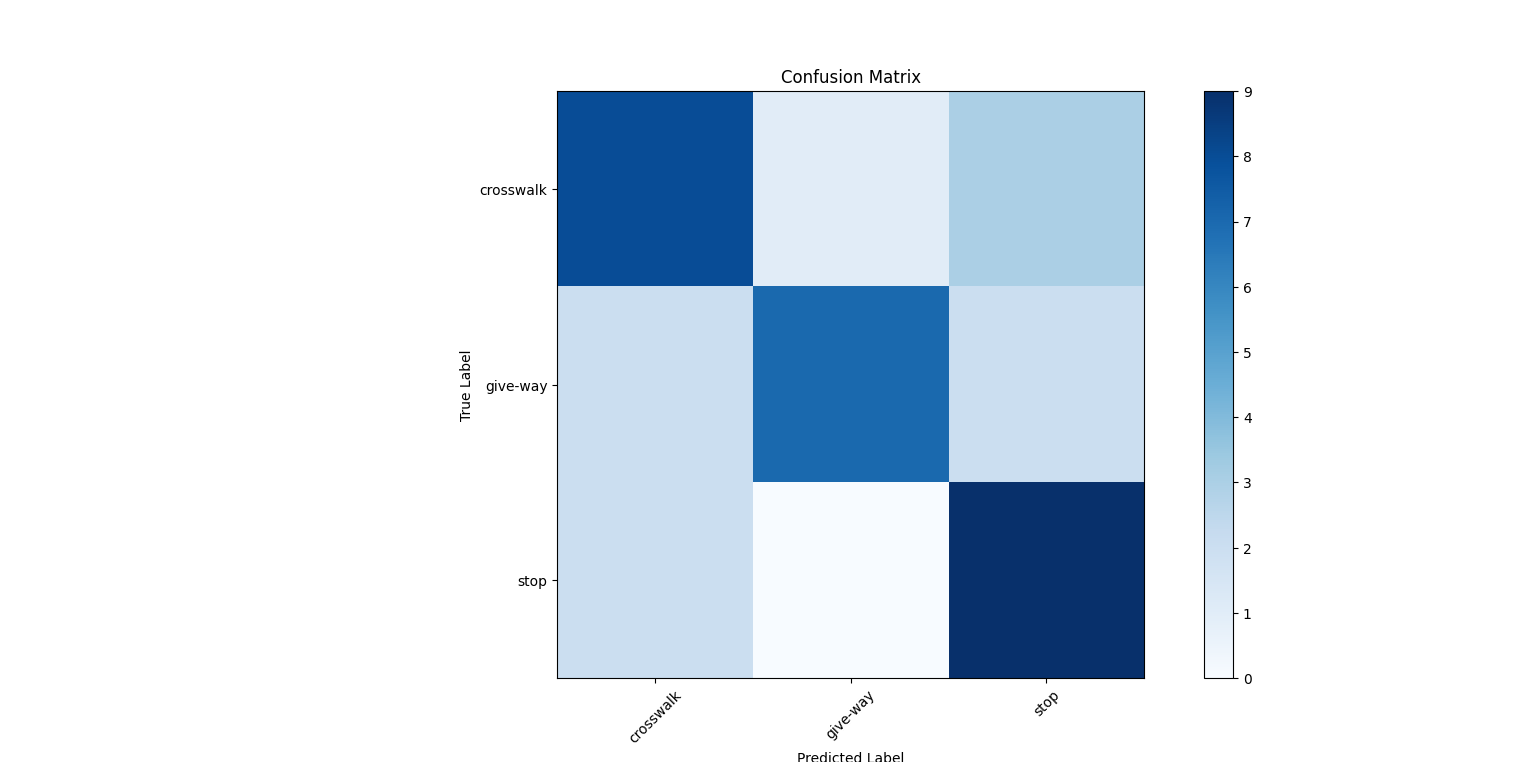 Confusion Matrix
crosswalk
give-way
stop
True Label
crosswalk
give-way
stop
Predicted Label
9
8
7
6
5
4
3
2
1
0